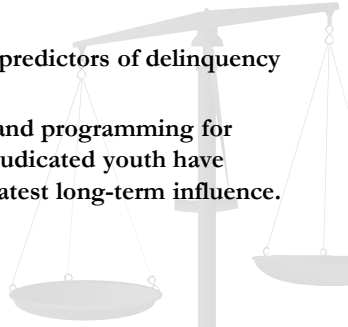 predictors of delinquency
and programming for
udicated youth have
atest long-term influence.